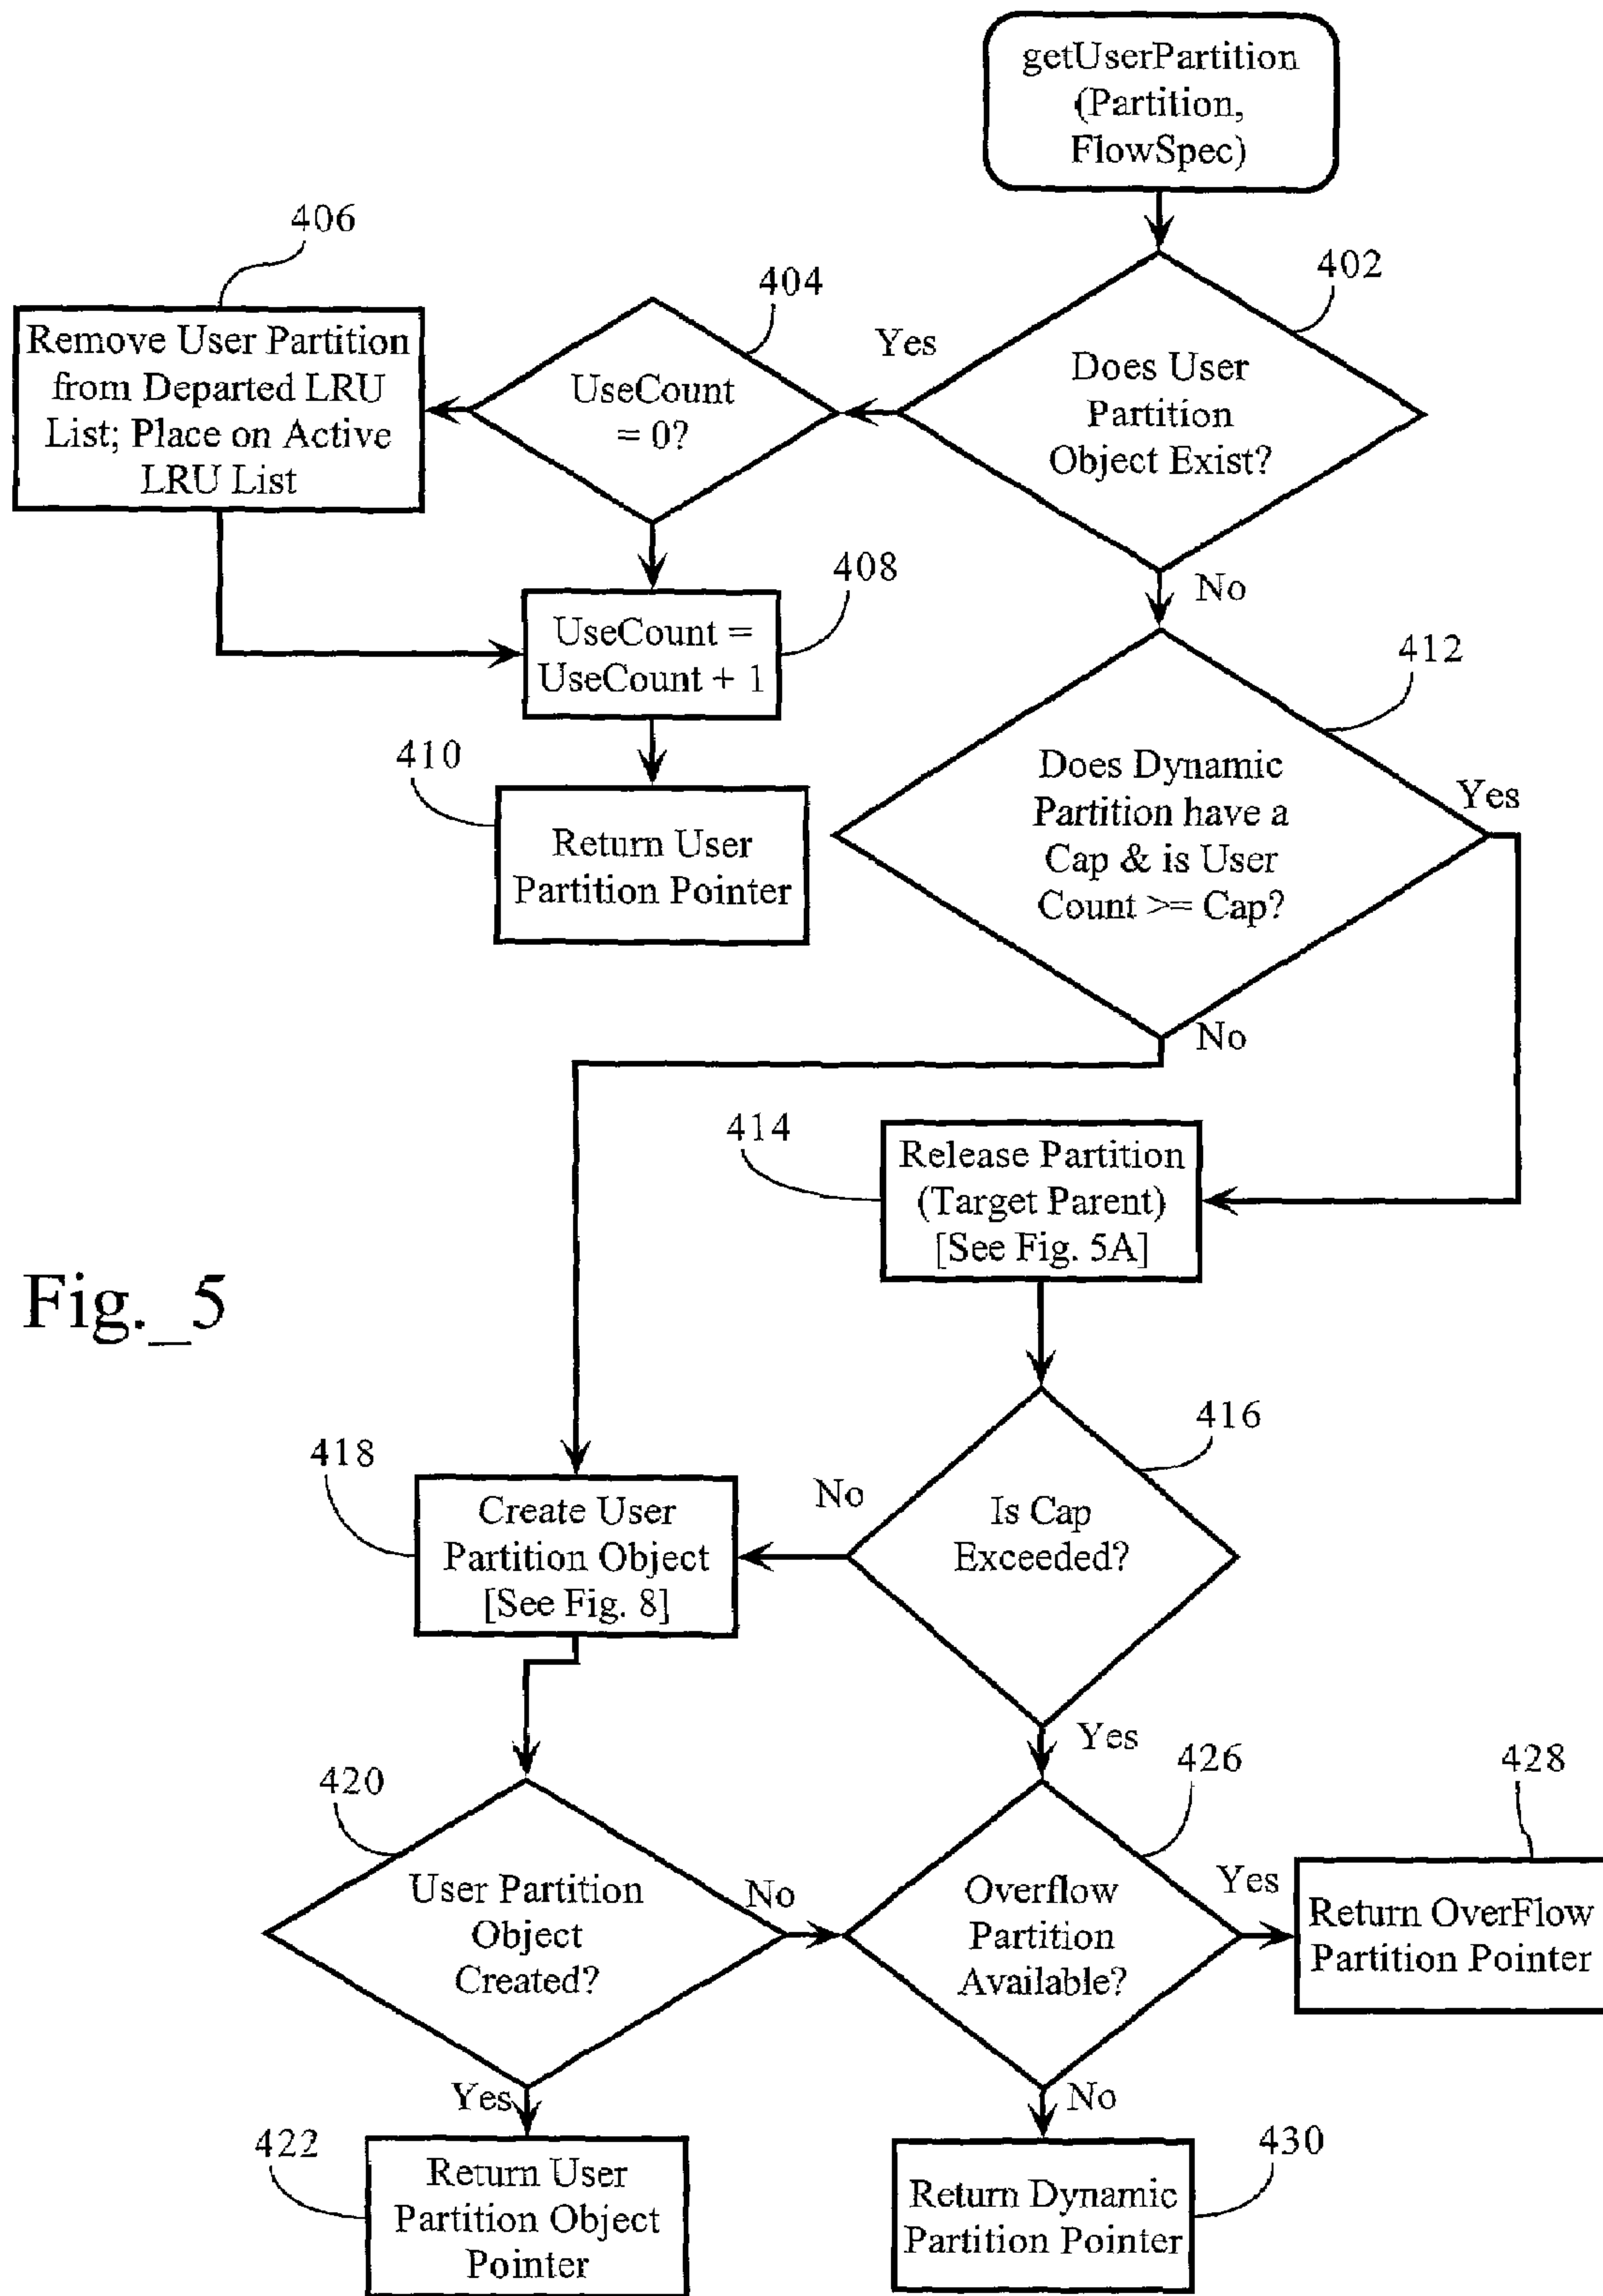 getUserPartition
(Partition,
FlowSpec)
402
Does User
Partition
Object Exist?
Yes
No
404
UseCount
= 0?
406
Remove User Partition
from Departed LRU
List; Place on Active
LRU List
408
UseCount =
UseCount + 1
410
Return User
Partition Pointer
412
Does Dynamic
Partition have a
Cap & is User
Count >= Cap?
Yes
No
414
Release Partition
(Target Parent)
[See Fig. 5A]
Fig._5
416
Is Cap
Exceeded?
No
Yes
418
Create User
Partition Object
[See Fig. 8]
420
User Partition
Object
Created?
No
Yes
426
Overflow
Partition
Available?
Yes
No
428
Return OverFlow
Partition Pointer
422
Return User
Partition Object
Pointer
430
Return Dynamic
Partition Pointer